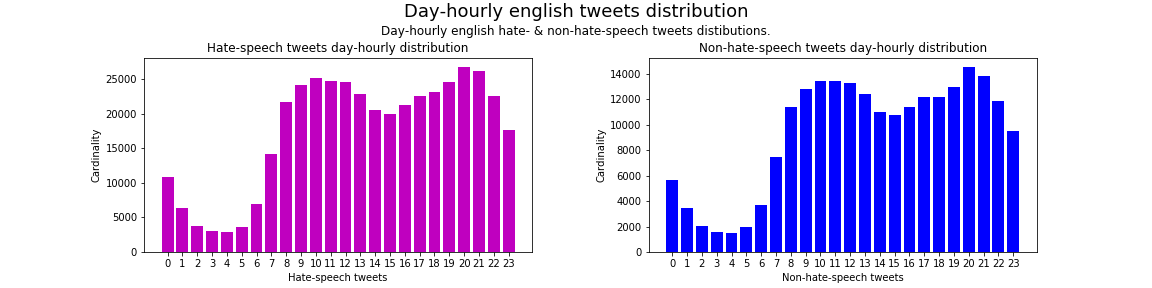 Day-hourly english tweets distribution
Day-hourly english hate- & non-hate-speech tweets distibutions.
Hate-speech tweets day-hourly distribution
25000
20000
15000
10000
5000
0
Cardinality
0 1 2 3 4 5 6 7 8 9 10 11 12 13 14 15 16 17 18 19 20 21 22 23
Hate-speech tweets
Non-hate-speech tweets day-hourly distribution
14000
12000
10000
8000
6000
4000
2000
0
Cardinality
0 1 2 3 4 5 6 7 8 9 10 11 12 13 14 15 16 17 18 19 20 21 22 23
Non-hate-speech tweets